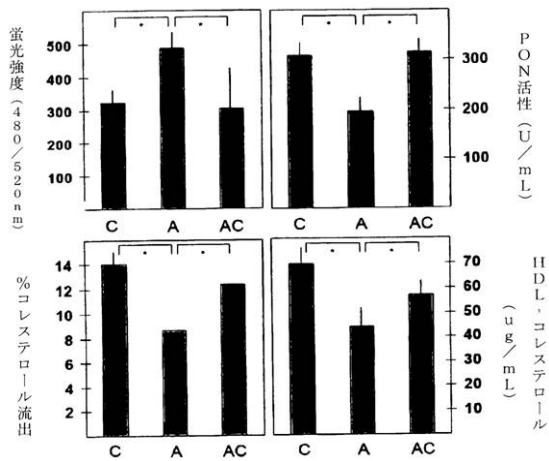 蛍光強度（480／520nm）
500
400
300
200
100
*
*
C
A
AC
PON活性（U／mL）
300
200
100
*
*
C
A
AC
%コレステロール流出
14
12
10
8
6
4
2
*
*
C
A
AC
HDL・コレステロール
（ug／mL）
70
60
50
40
30
20
10
*
*
C
A
AC